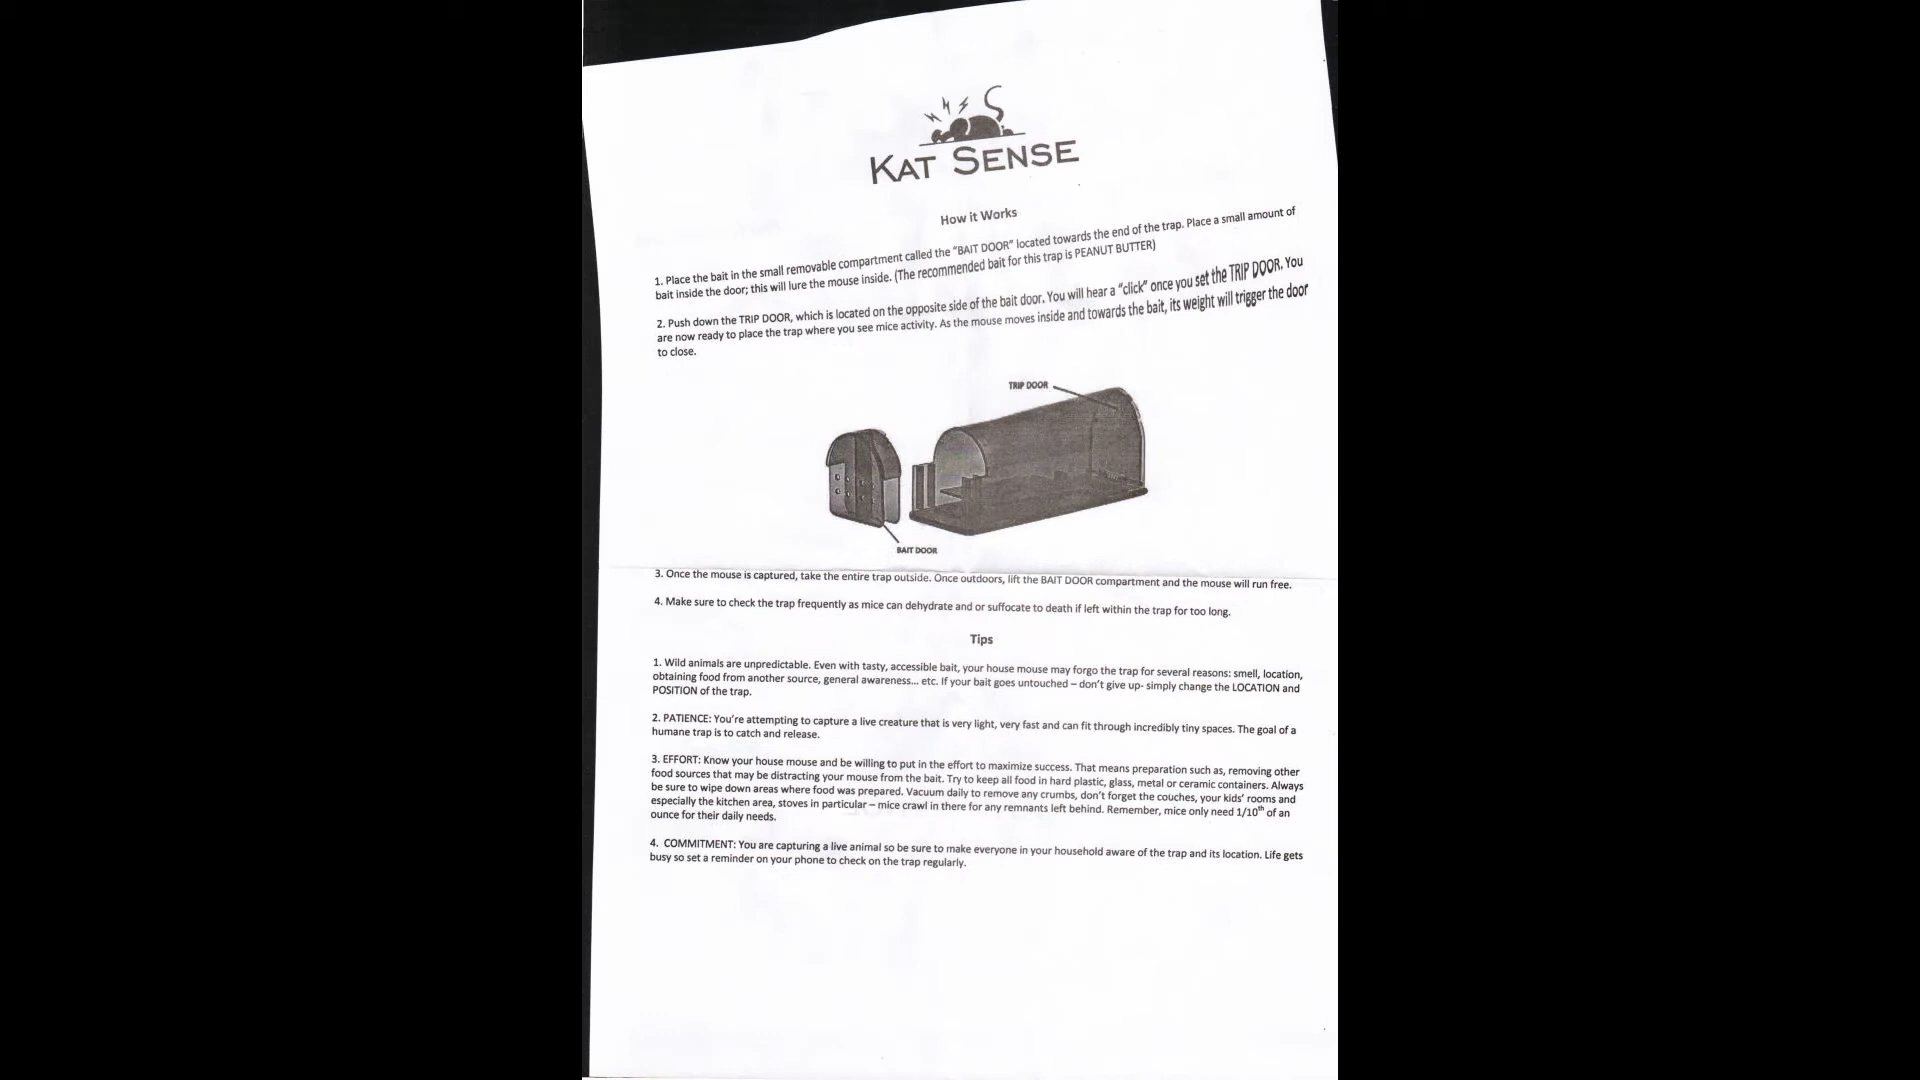 KAT SENSE
How it Works
1. Place the bait in the small removable compartment called the "BAIT DOOR" located towards the end of the trap. Place a small amount of
bait inside the door; this will lure the mouse inside. (The recommended bait for this trap is PEANUT BUTTER)
2. Push down the TRIP DOOR, which is located on the opposite side of the bait door. You will hear a "click" once you set the TRIP DOOR. You
are now ready to place the trap where you see mice activity. As the mouse moves inside and towards the bait, its weight will trigger the door
to close.
TRIP DOOR
BAIT DOOR
3. Once the mouse is captured, take the entire trap outside. Once outdoors, lift the BAIT DOOR compartment and the mouse will run free.
4. Make sure to check the trap frequently as mice can dehydrate and or suffocate to death if left within the trap for too long.
Tips
1. Wild animals are unpredictable. Even with tasty, accessible bait, your house mouse may forgo the trap for several reasons: smell, location,
obtaining food from another source, general awareness... etc. If your bait goes untouched – don't give up- simply change the LOCATION and
POSITION of the trap.
2. PATIENCE: You're attempting to capture a live creature that is very light, very fast and can fit through incredibly tiny spaces. The goal of a
humane trap is to catch and release.
3. EFFORT: Know your house mouse and be willing to put in the effort to maximize success. That means preparation such as, removing other
food sources that may be distracting your mouse from the bait. Try to keep all food in hard plastic, glass, metal or ceramic containers. Always
be sure to wipe down areas where food was prepared. Vacuum daily to remove any crumbs, don't forget the couches, your kids' rooms and
especially the kitchen area, stoves in particular – mice crawl in there for any remnants left behind. Remember, mice only need 1/10th of an
ounce for their daily needs.
4. COMMITMENT: You are capturing a live animal so be sure to make everyone in your household aware of the trap and its location. Life gets
busy so set a reminder on your phone to check on the trap regularly.